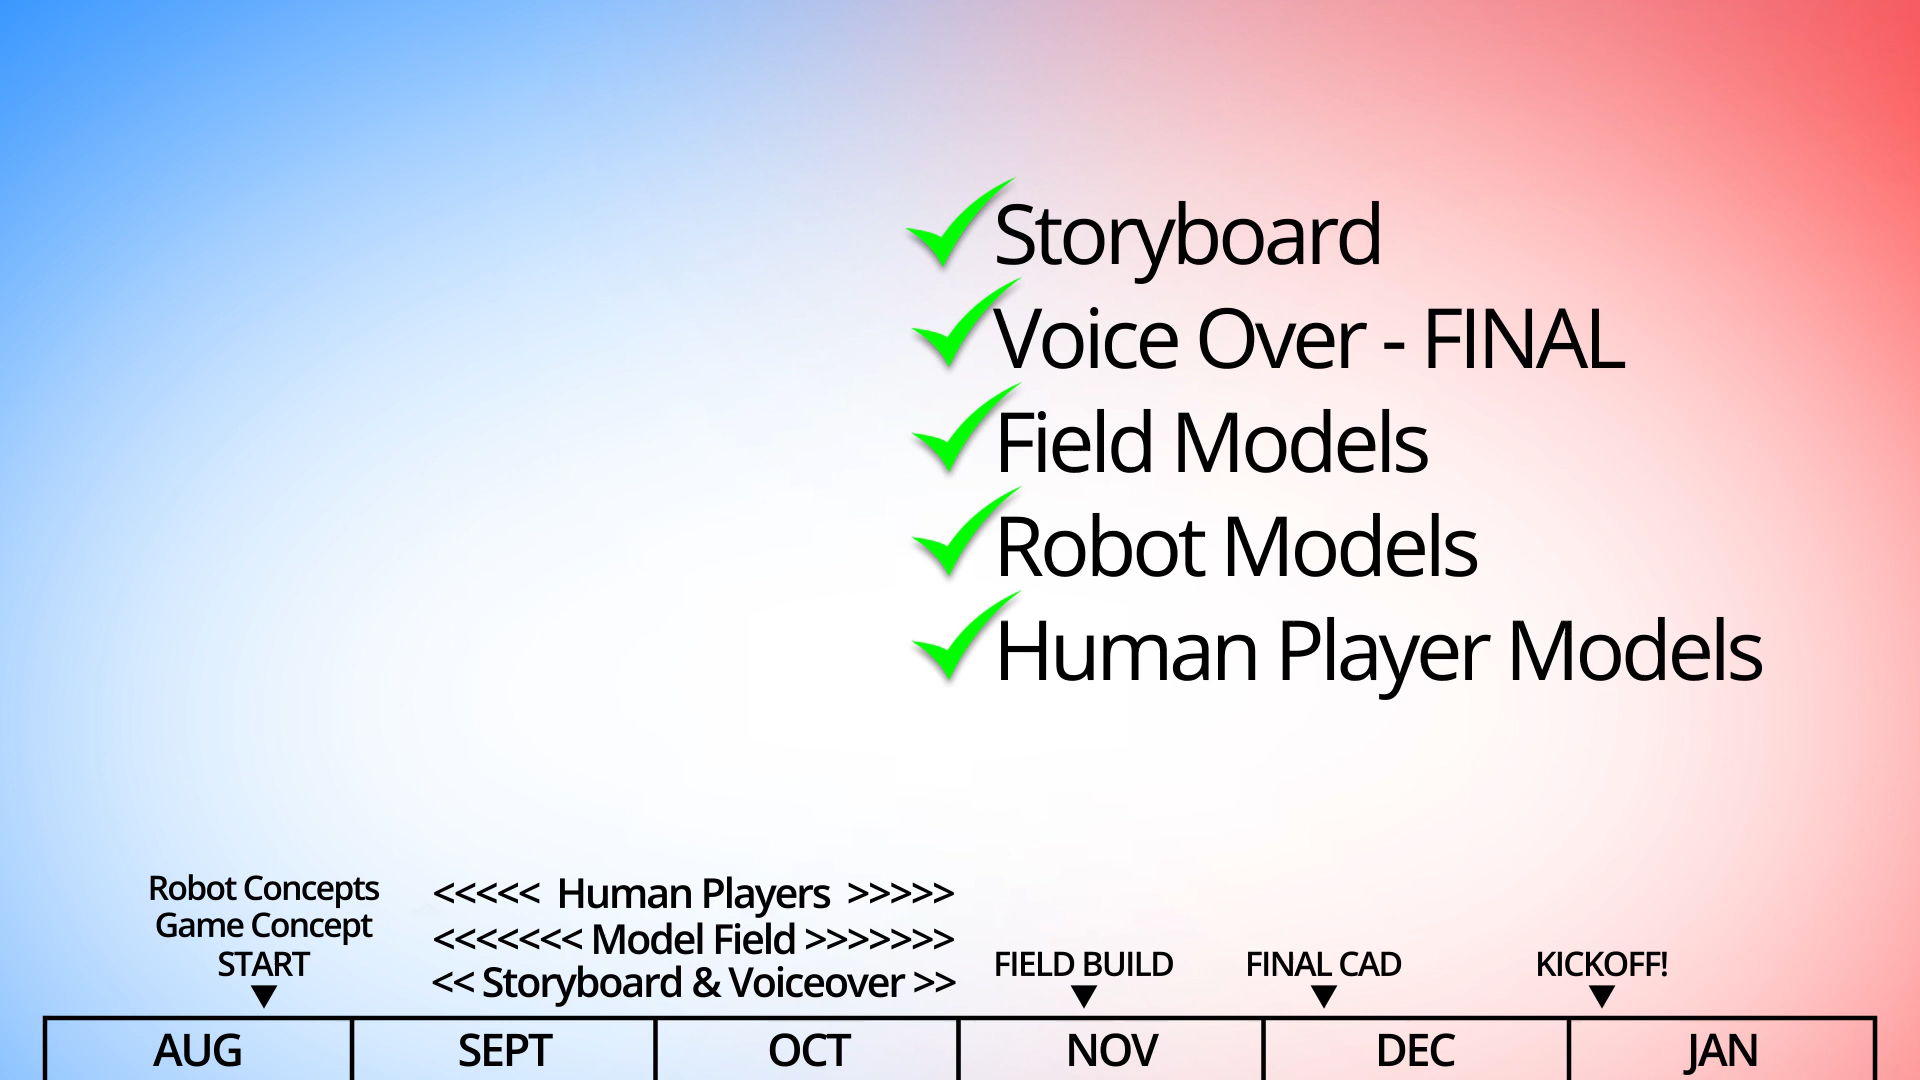 Storyboard
Voice Over - FINAL
Field Models
Robot Models
Human Player Models
Robot Concepts
Game Concept
START
<<<<< Human Players >>>>>
<<<<<<< Model Field >>>>>>>
<< Storyboard & Voiceover >>
FIELD BUILD
FINAL CAD
KICKOFF!
AUG
SEPT
OCT
NOV
DEC
JAN